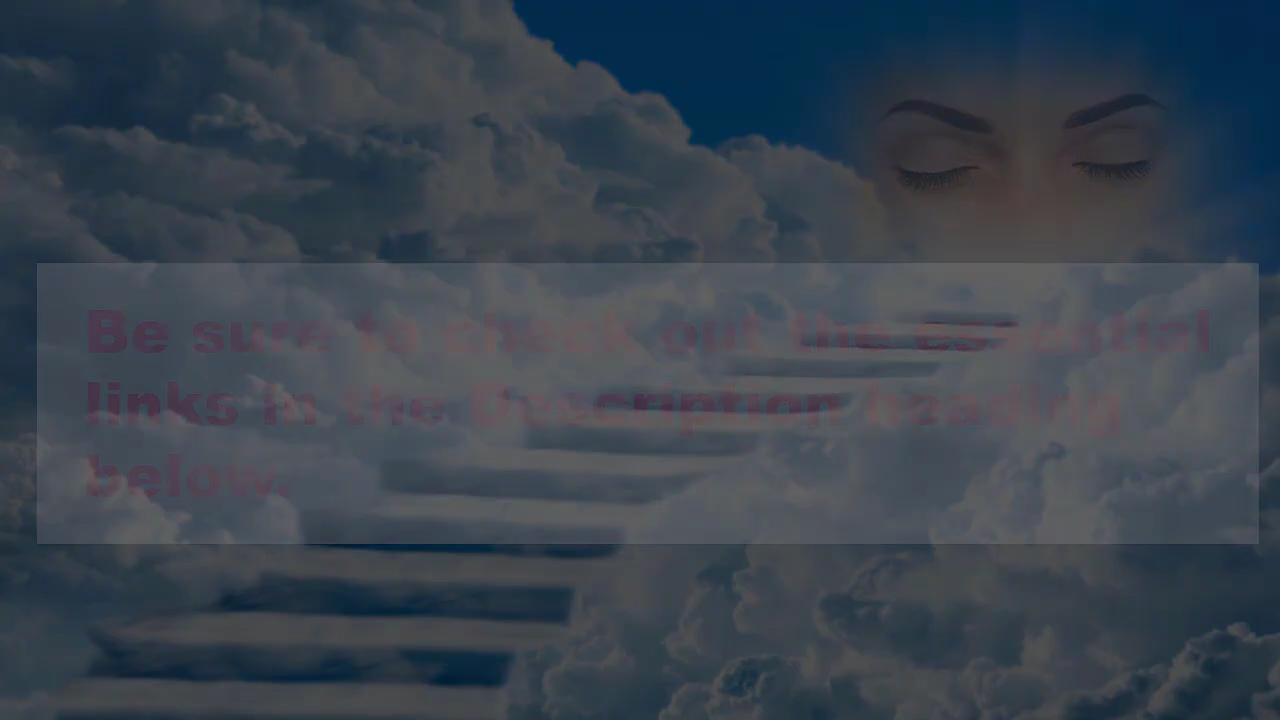 Be sure to check out the essential
links in the Description heading
below.